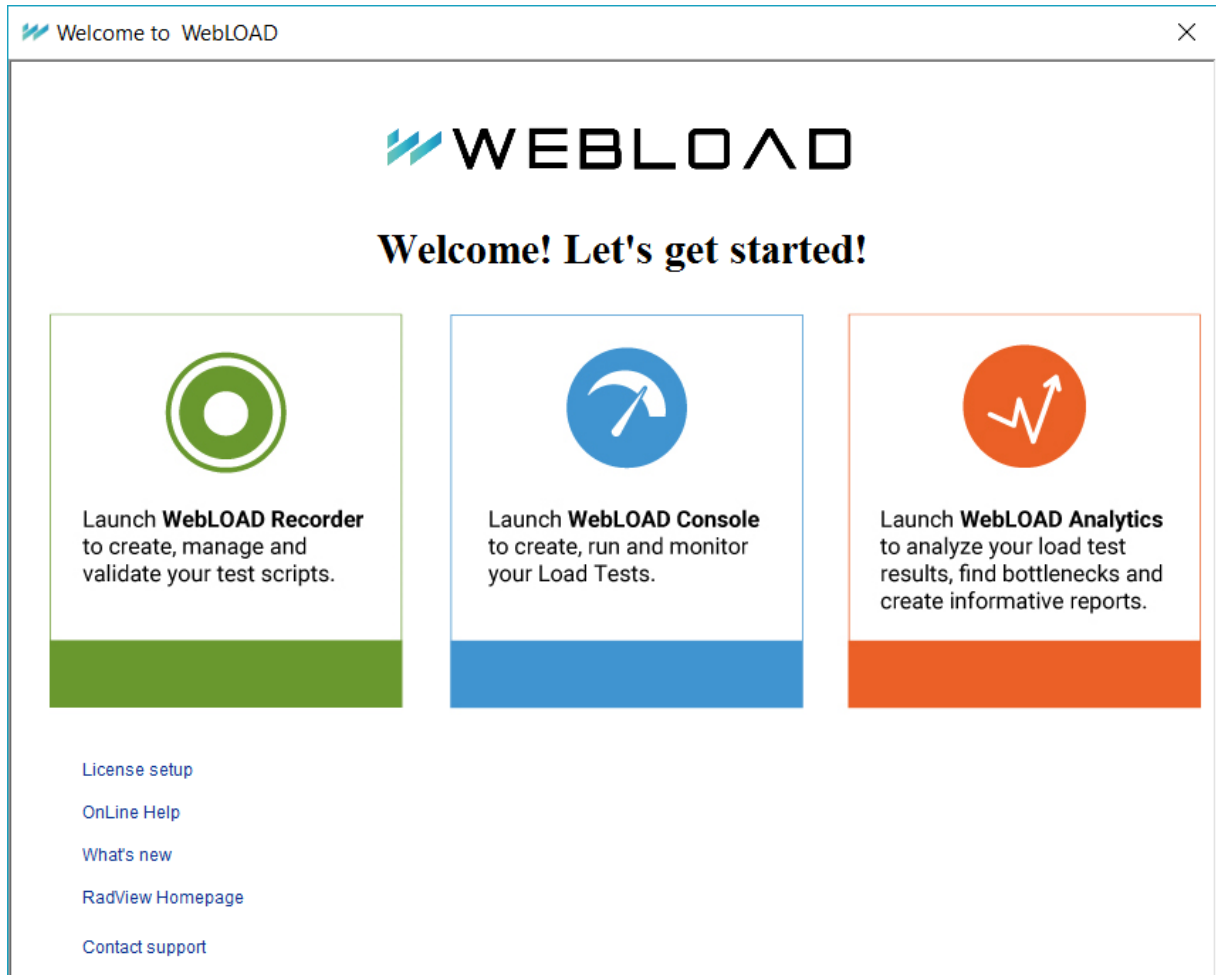 Welcome to WebLOAD
WEBLOAD
Welcome! Let's get started!
Launch WebLOAD Recorder
to create, manage and
validate your test scripts.
Launch WebLOAD Console
to create, run and monitor
your Load Tests.
Launch WebLOAD Analytics
to analyze your load test
results, find bottlenecks and
create informative reports.
License setup
OnLine Help
What's new
RadView Homepage
Contact support